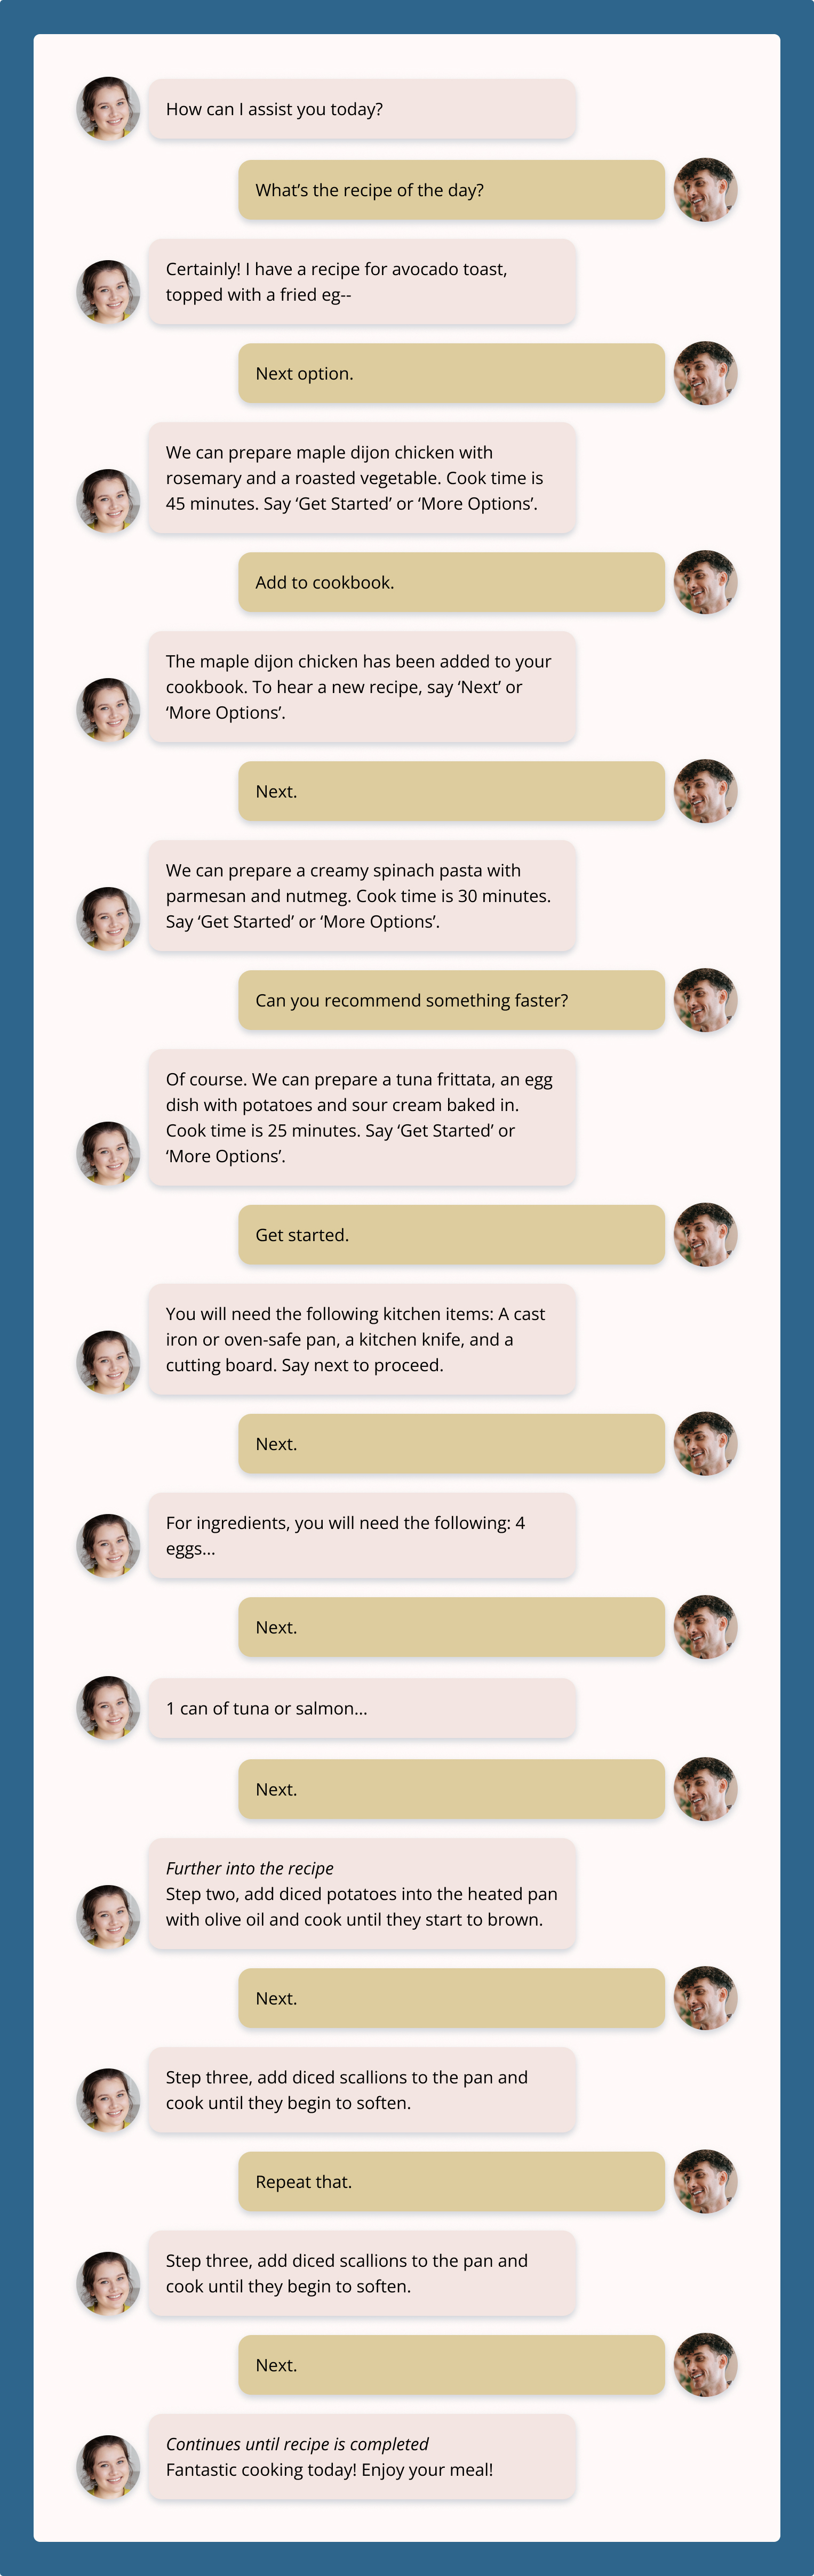 How can I assist you today?
What’s the recipe of the day?
Certainly! I have a recipe for avocado toast,
topped with a fried eg--
Next option.
We can prepare maple dijon chicken with
rosemary and a roasted vegetable. Cook time is
45 minutes. Say ‘Get Started’ or ‘More Options’.
Add to cookbook.
The maple dijon chicken has been added to your
cookbook. To hear a new recipe, say ‘Next’ or
‘More Options’.
Next.
We can prepare a creamy spinach pasta with
parmesan and nutmeg. Cook time is 30 minutes.
Say ‘Get Started’ or ‘More Options’.
Can you recommend something faster?
Of course. We can prepare a tuna frittata, an egg
dish with potatoes and sour cream baked in.
Cook time is 25 minutes. Say ‘Get Started’ or
‘More Options’.
Get started.
You will need the following kitchen items: A cast
iron or oven-safe pan, a kitchen knife, and a
cutting board. Say next to proceed.
Next.
For ingredients, you will need the following: 4
eggs...
Next.
1 can of tuna or salmon...
Next.
Further into the recipe
Step two, add diced potatoes into the heated pan
with olive oil and cook until they start to brown.
Next.
Step three, add diced scallions to the pan and
cook until they begin to soften.
Repeat that.
Step three, add diced scallions to the pan and
cook until they begin to soften.
Next.
Continues until recipe is completed
Fantastic cooking today! Enjoy your meal!